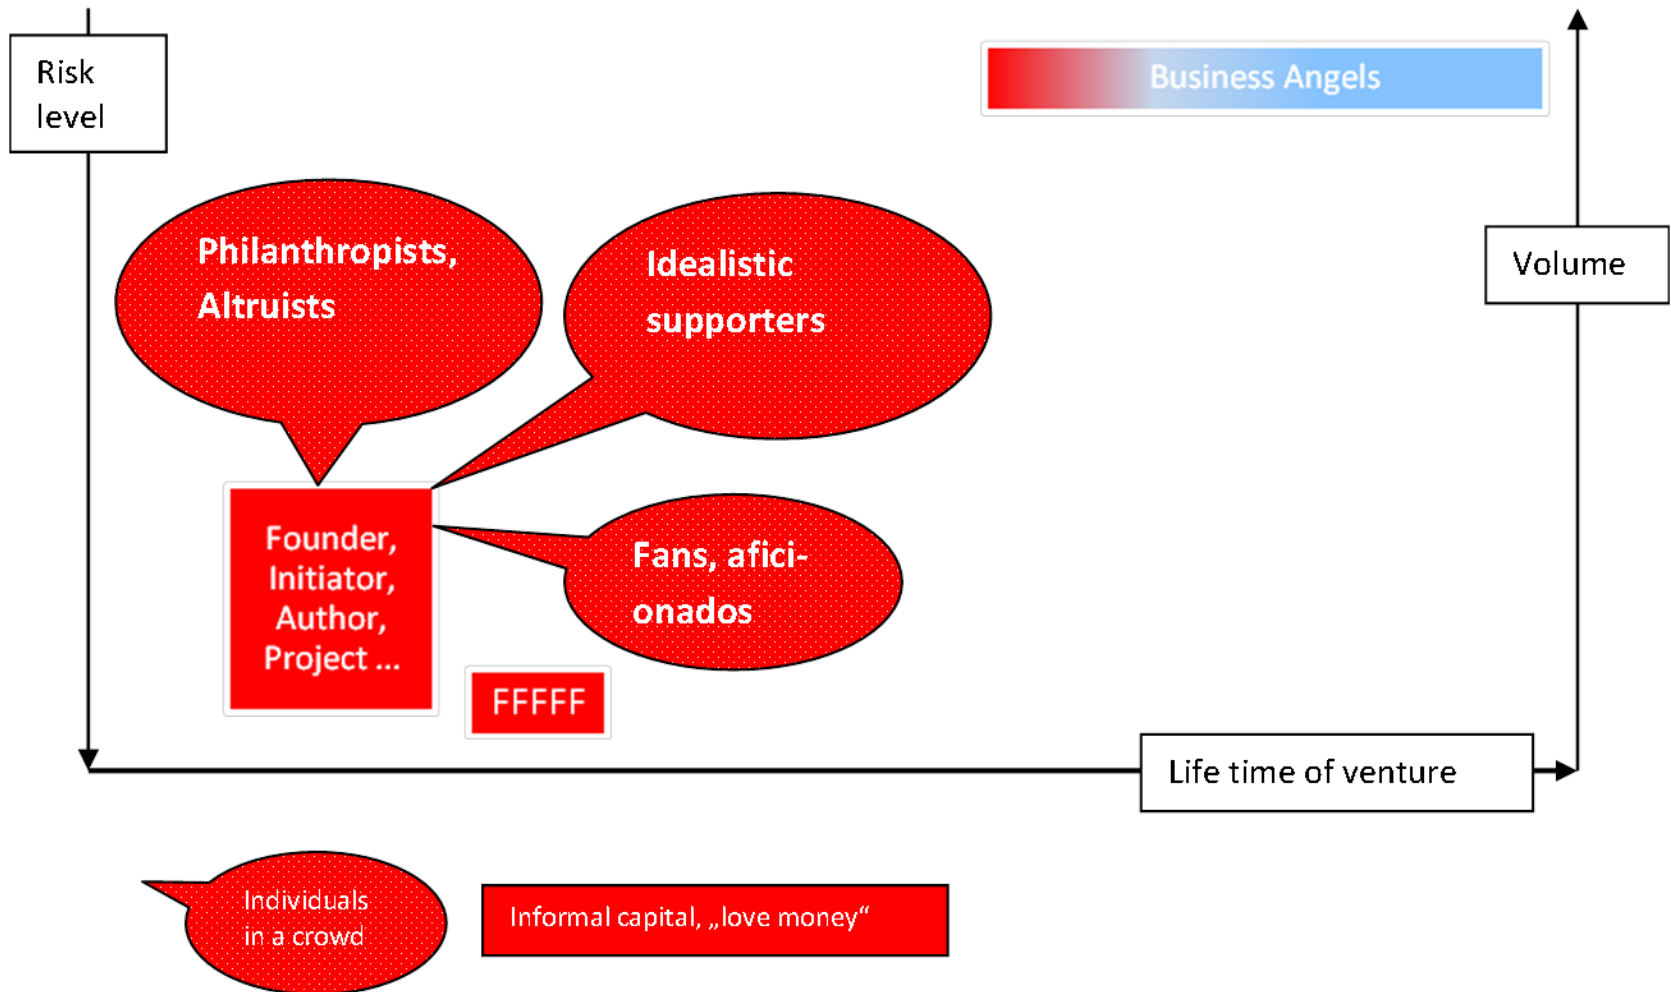 Risk
level
Business Angels
Philanthropists,
Altruists
Idealistic
supporters
Volume
Founder,
Initiator,
Author,
Project ...
Fans, afici-
onados
FFFFF
Life time of venture
Individuals
in a crowd
Informal capital, „love money“